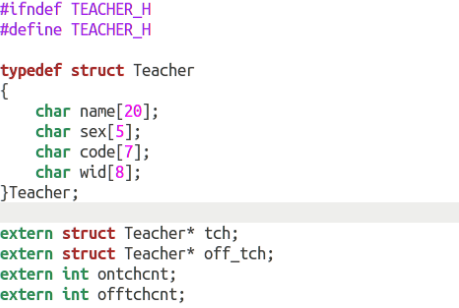 #ifndef TEACHER_H
#define TEACHER_H
typedef struct Teacher
{
char name[20];
char sex[5];
char code[7];
char wid[8];
}Teacher;
extern struct Teacher* tch;
extern struct Teacher* off_tch;
extern int ontchcnt;
extern int offtchcnt;